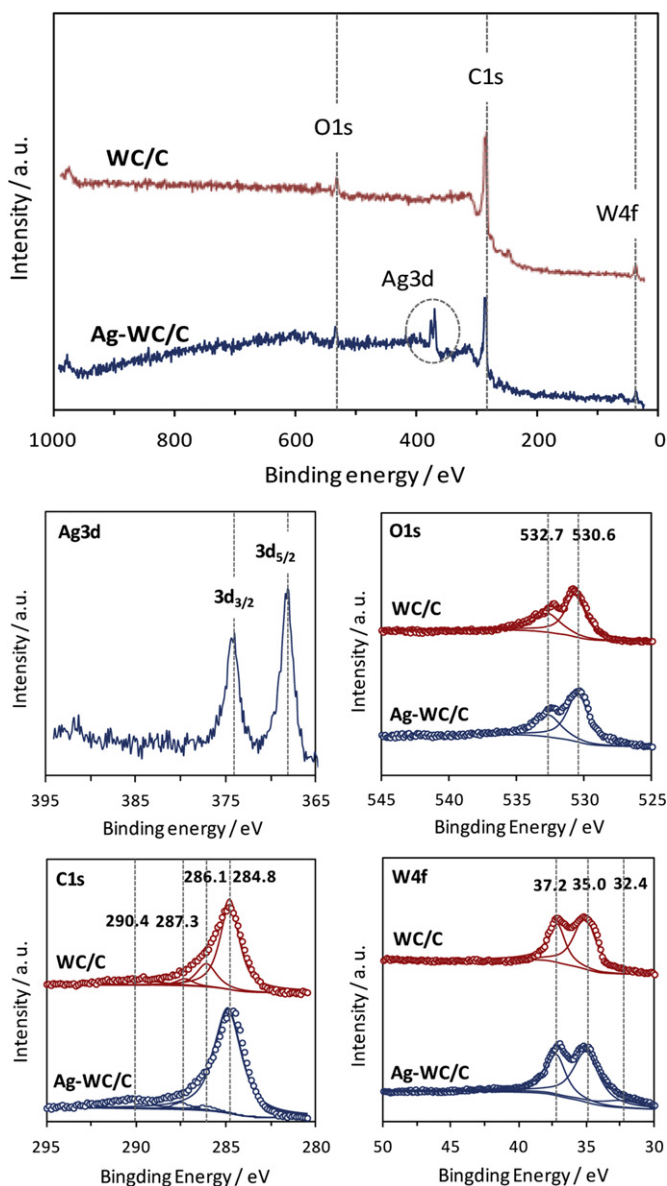 Intensity / a. u.
C1s
O1s
WC/C
W4f
Ag3d
Ag-WC/C
1000 800 600 400 200 0
Binding energy / eV
Ag3d
3d5/2
3d3/2
Intensity / a.u.
395 385 375 365
Binding energy / eV
O1s
532.7 530.6
WC/C
Ag-WC/C
Intensity / a.u.
545 540 535 530 525
Bingding Energy / eV
C1s
286.1 284.8
290.4 287.3
WC/C
Ag-WC/C
Intensity / a.u.
295 290 285 280
Bingding Energy / eV
W4f
37.2 35.0 32.4
WC/C
Ag-WC/C
Intensity / a.u.
50 45 40 35 30
Bingding Energy / eV